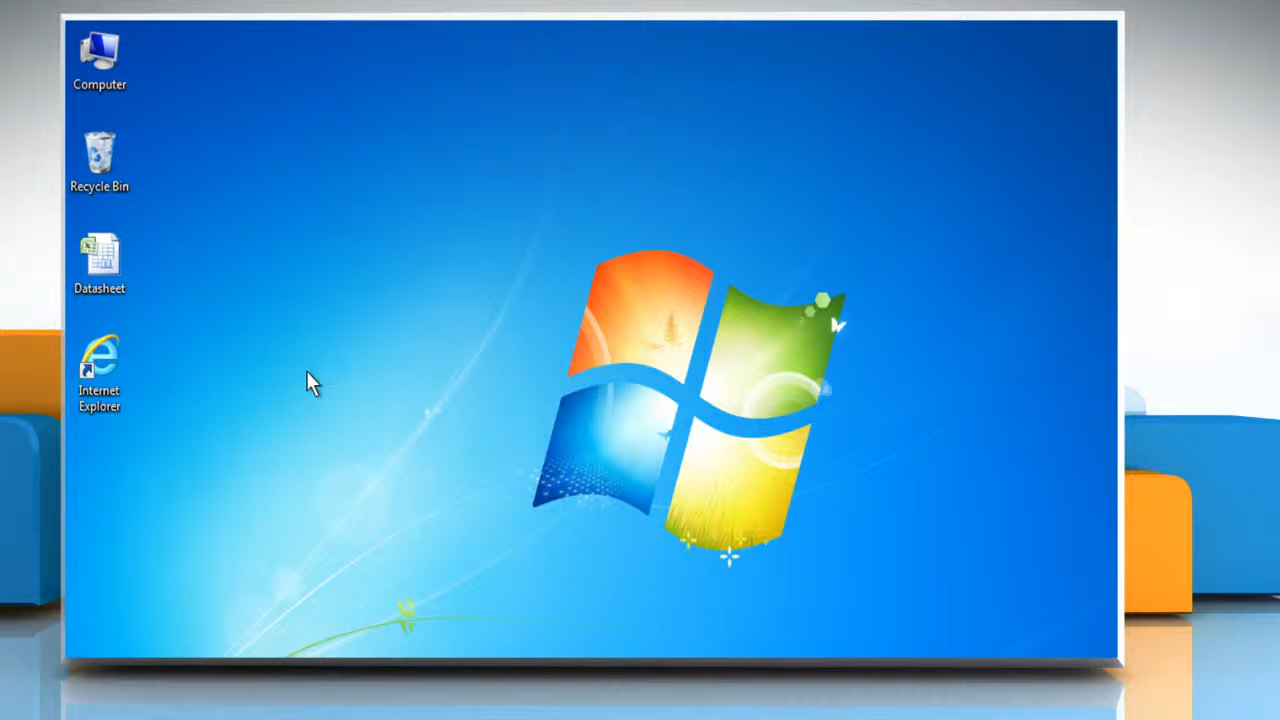 Computer
Recycle Bin
Datasheet
Internet
Explorer